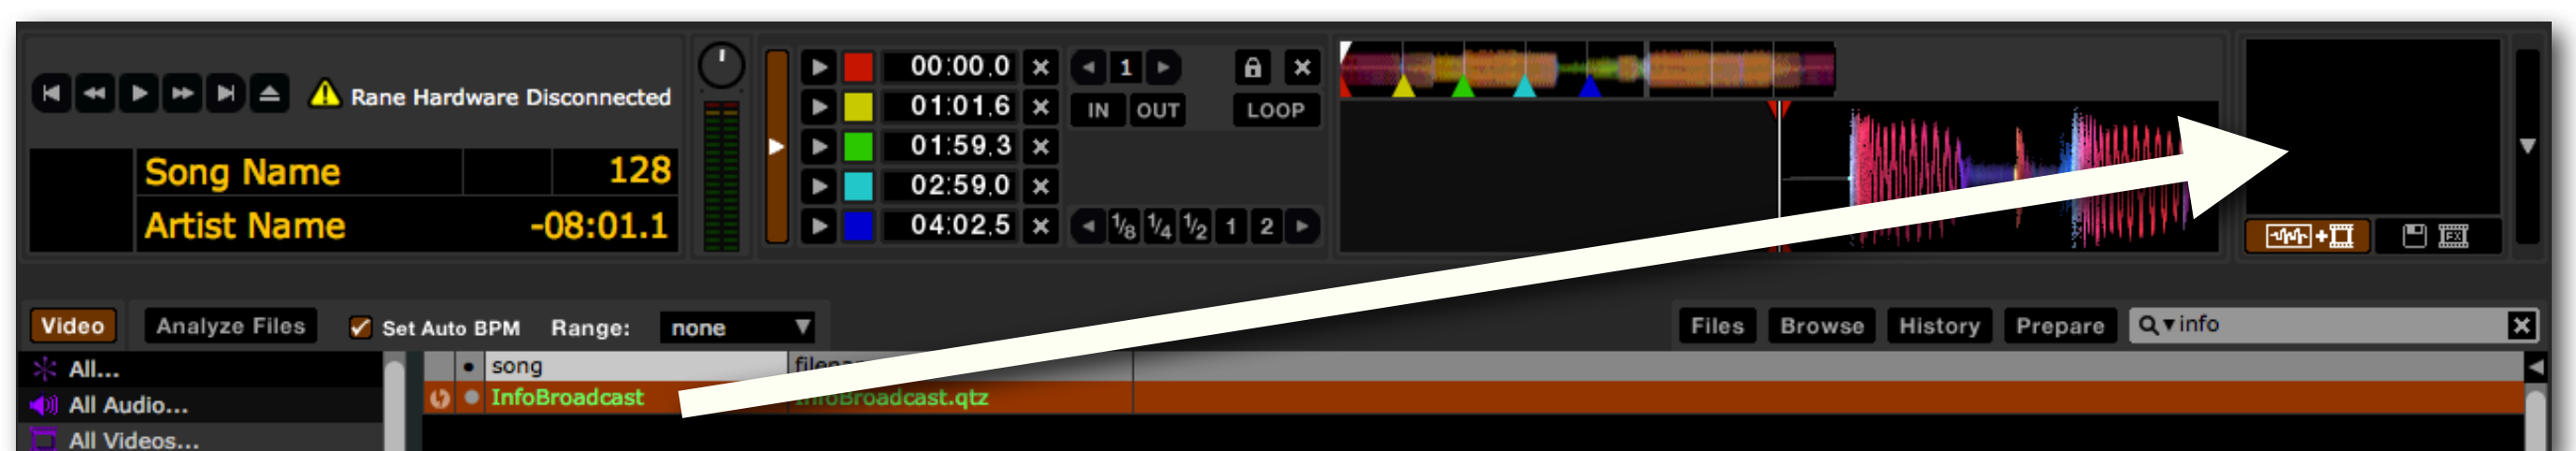 Rane Hardware Disconnected
Song Name 128
Artist Name -08:01.1
00:00.0
01:01.6
01:59.3
02:59.0
04:02.5
1
IN OUT LOOP
1/8 1/4 1/2 1 2
FX
Video Analyze Files Set Auto BPM Range: none Files Browse History Prepare info
All...
All Audio...
All Videos...
song
InfoBroadcast InfoBroadcast.qtz